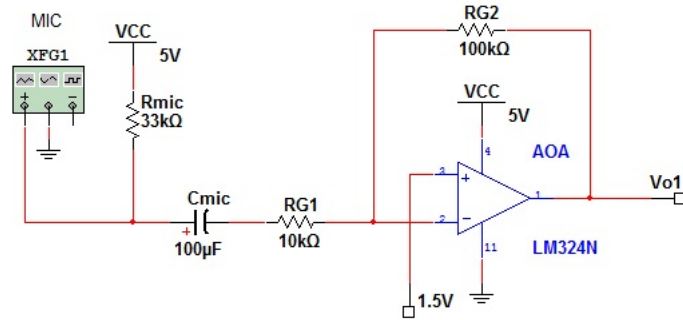 MIC
XFG1
VCC
5V
Rmic
33kΩ
Cmic
+
100µF
RG1
10kΩ
RG2
100kΩ
VCC
5V
AOA
4
3
+
2
−
1
11
LM324N
1.5V
Vo1